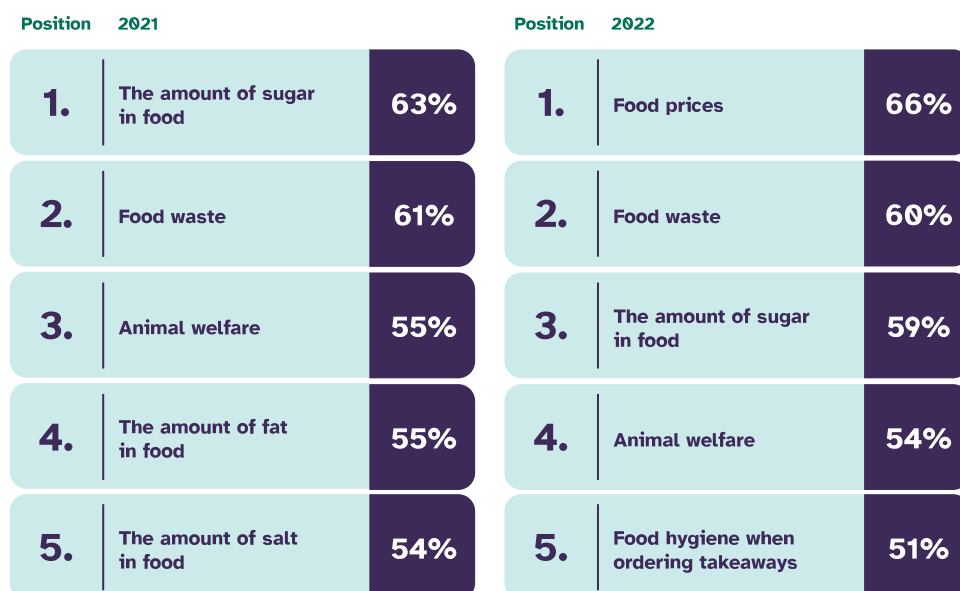 Position 2021
1. The amount of sugar
in food 63%
2. Food waste 61%
3. Animal welfare 55%
4. The amount of fat
in food 55%
5. The amount of salt
in food 54%
Position 2022
1. Food prices 66%
2. Food waste 60%
3. The amount of sugar
in food 59%
4. Animal welfare 54%
5. Food hygiene when
ordering takeaways 51%